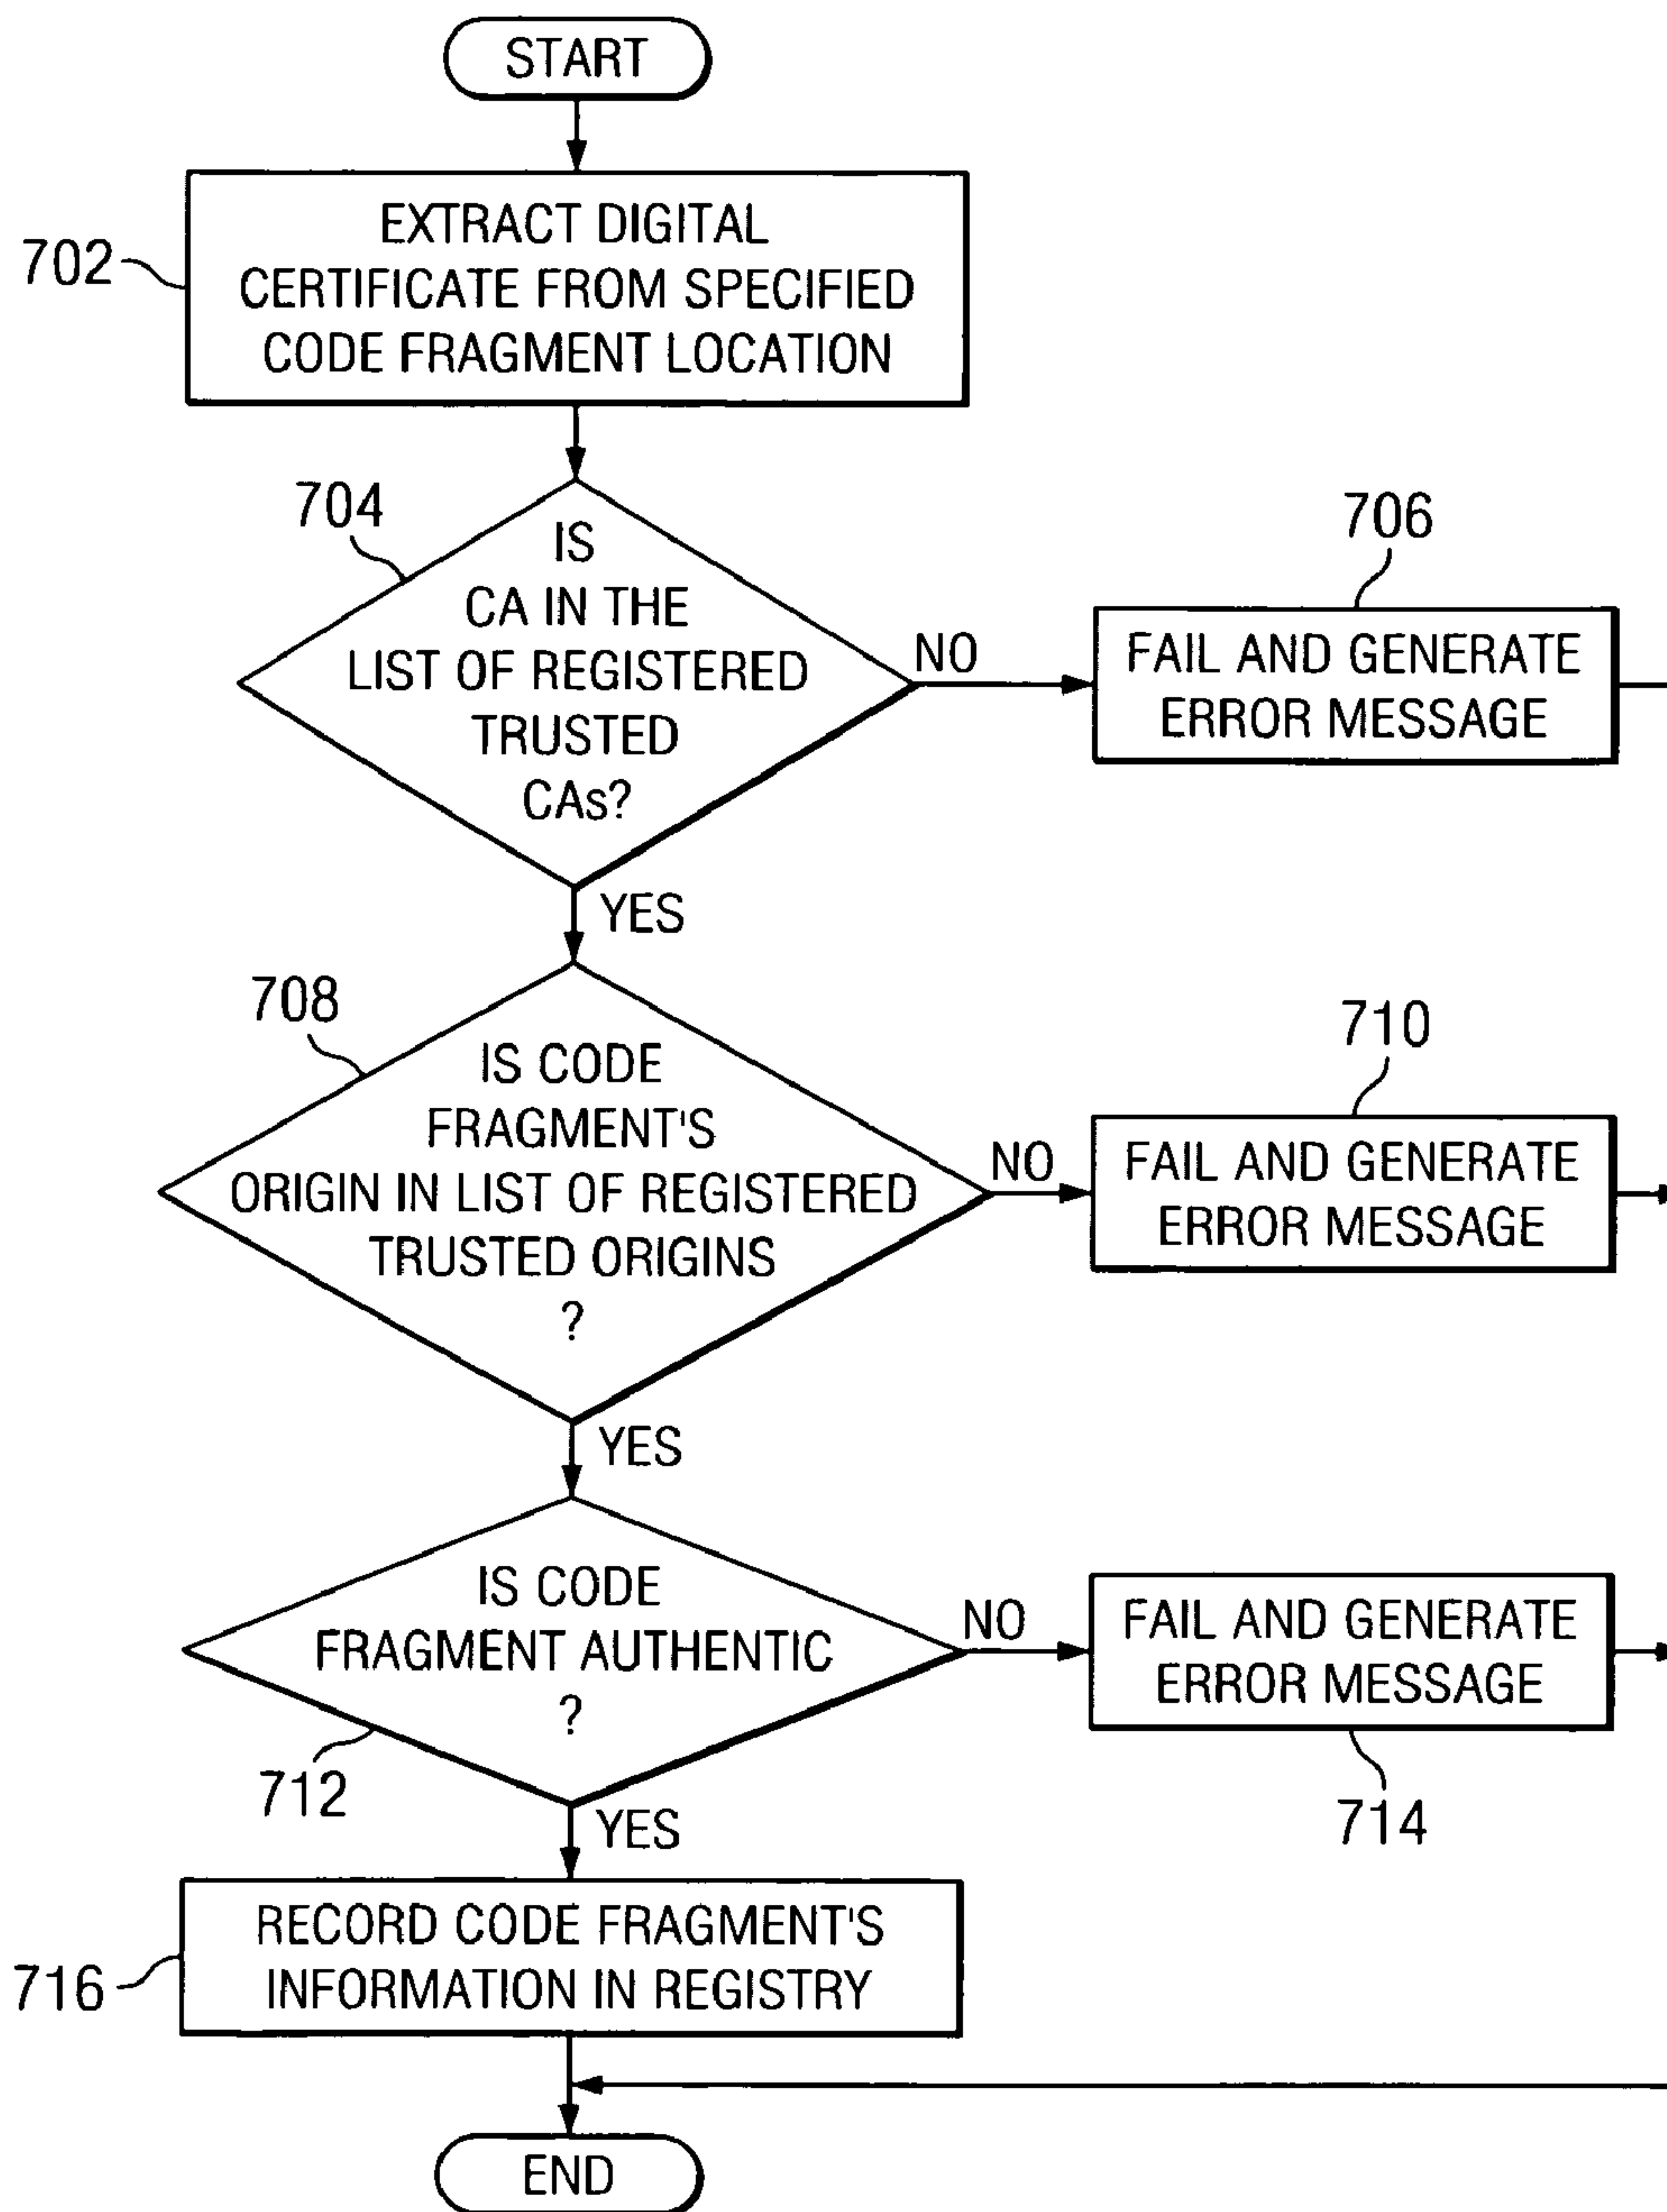 START
702
EXTRACT DIGITAL
CERTIFICATE FROM SPECIFIED
CODE FRAGMENT LOCATION
704
IS
CA IN THE
LIST OF REGISTERED
TRUSTED
CAs?
NO
706
FAIL AND GENERATE
ERROR MESSAGE
YES
708
IS CODE
FRAGMENT'S
ORIGIN IN LIST OF REGISTERED
TRUSTED ORIGINS
?
NO
710
FAIL AND GENERATE
ERROR MESSAGE
YES
IS CODE
FRAGMENT AUTHENTIC
?
712
NO
FAIL AND GENERATE
ERROR MESSAGE
714
YES
716
RECORD CODE FRAGMENT'S
INFORMATION IN REGISTRY
END